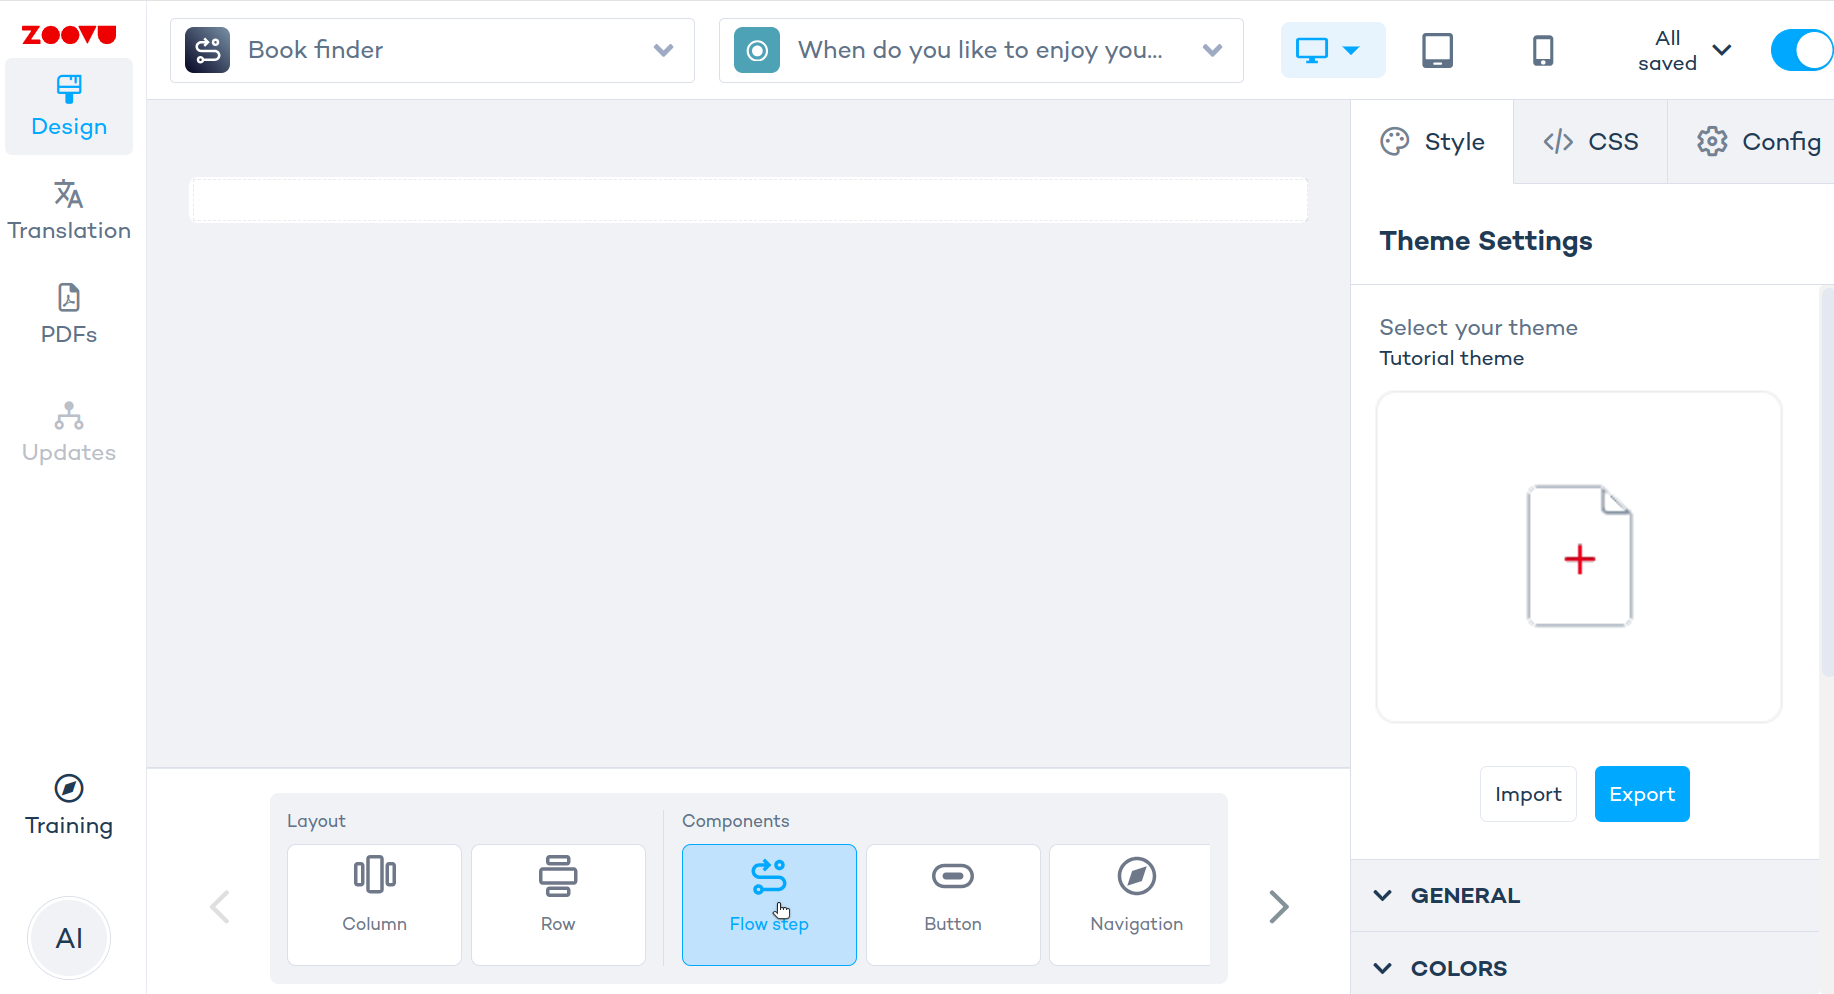 ZOOVU
Book finder
When do you like to enjoy you...
All
saved
Design
Translation
PDFs
Updates
Training
AI
Style
CSS
Config
Theme Settings
Select your theme
Tutorial theme
Import
Export
GENERAL
COLORS
Layout
Column
Row
Components
Flow step
Button
Navigation